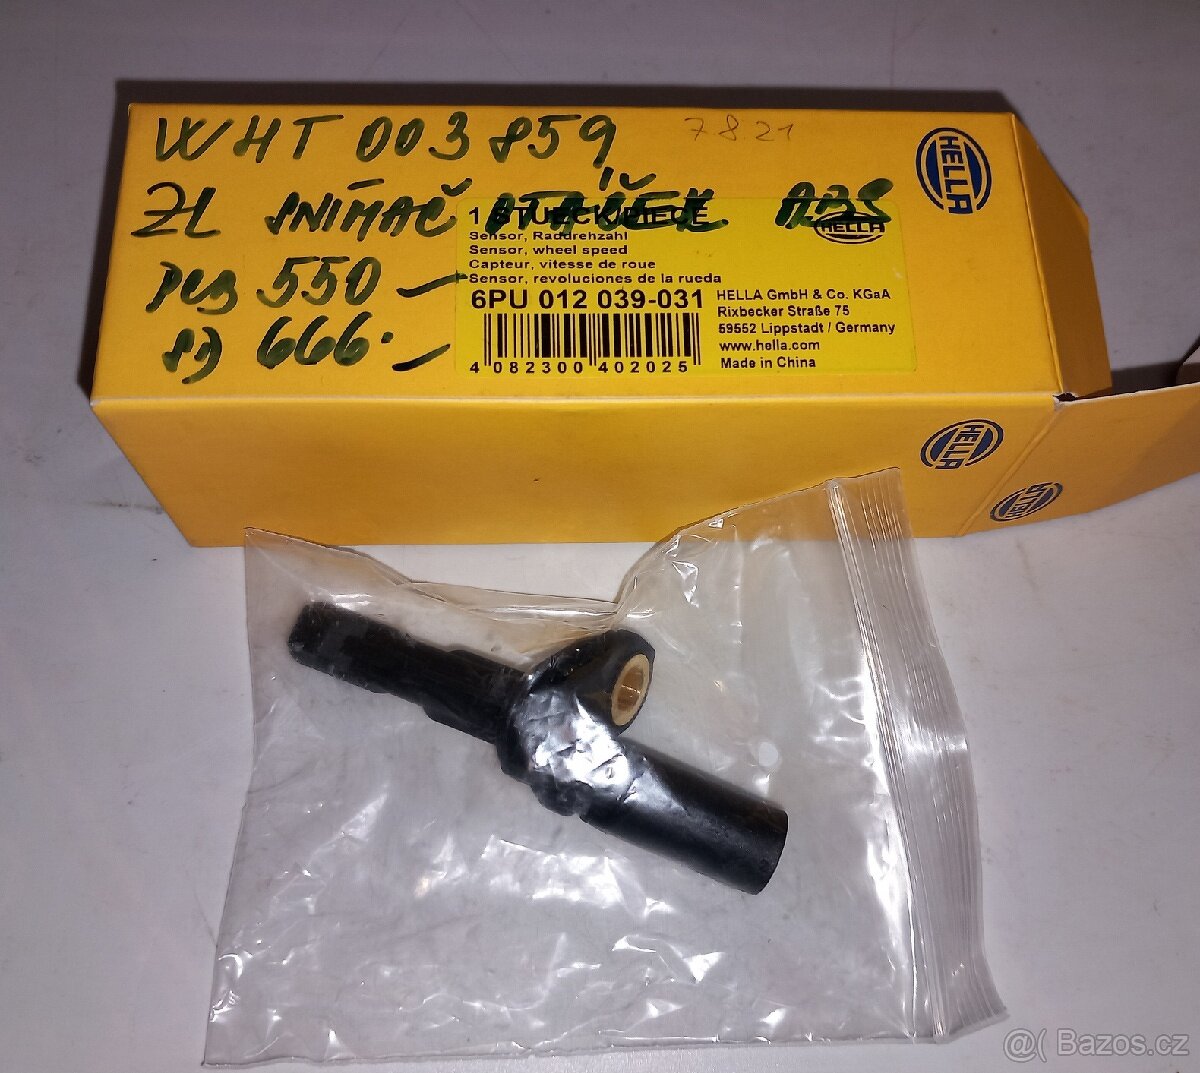 WHT 003 859
7821
HELLA
ZL SNÍMAČ OTÁČEK ABS
1 STUECK/PIECE
HELLA
Sensor, Raddrehzahl
Sensor, wheel speed
Capteur, vitesse de roue
Sensor, revoluciones de la rueda
550 –
6PU 012 039-031
HELLA GmbH & Co. KGaA
Rixbecker Straße 75
59552 Lippstadt / Germany
www.hella.com
Made in China
666. –
4 082300 402025
HELLA
HELLA
@( Bazos.cz